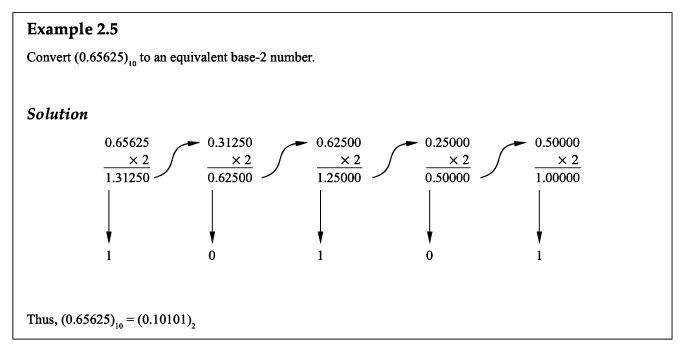 Example 2.5
Convert (0.65625)₁₀ to an equivalent base-2 number.
Solution
0.65625 0.31250 0.62500 0.25000 0.50000
× 2 × 2 × 2 × 2 × 2
1.31250 0.62500 1.25000 0.50000 1.00000
1 0 1 0 1
Thus, (0.65625)₁₀ = (0.10101)₂